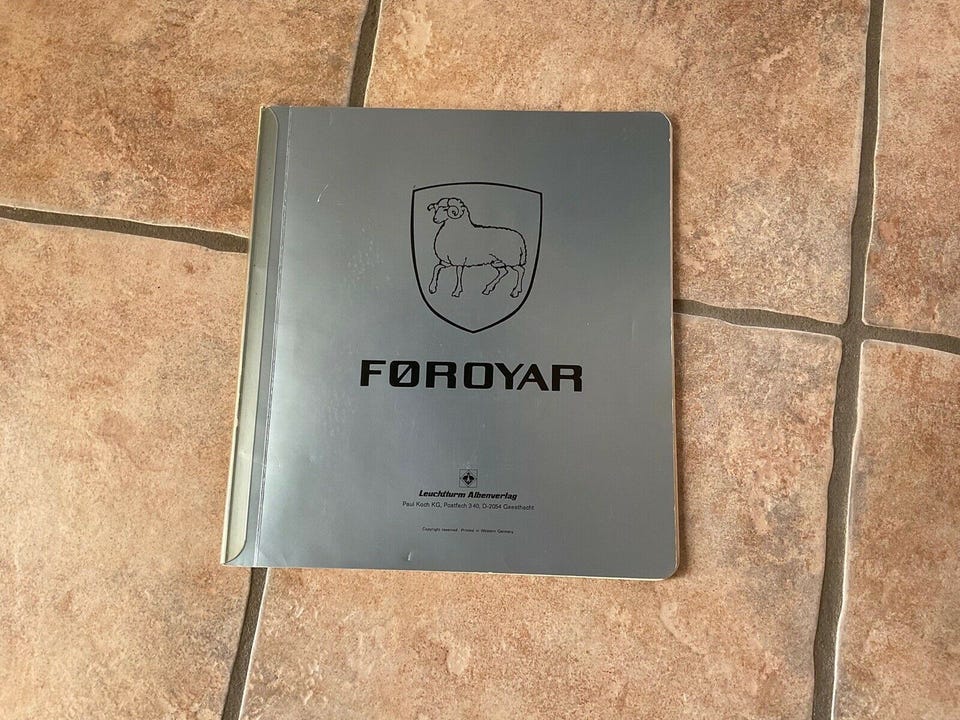 FØROYAR
Leuchtturm Albenverlag
Paul Koch KG, Postfach 340, D-2054 Geesthacht
Copyright reserved. Printed in Western Germany